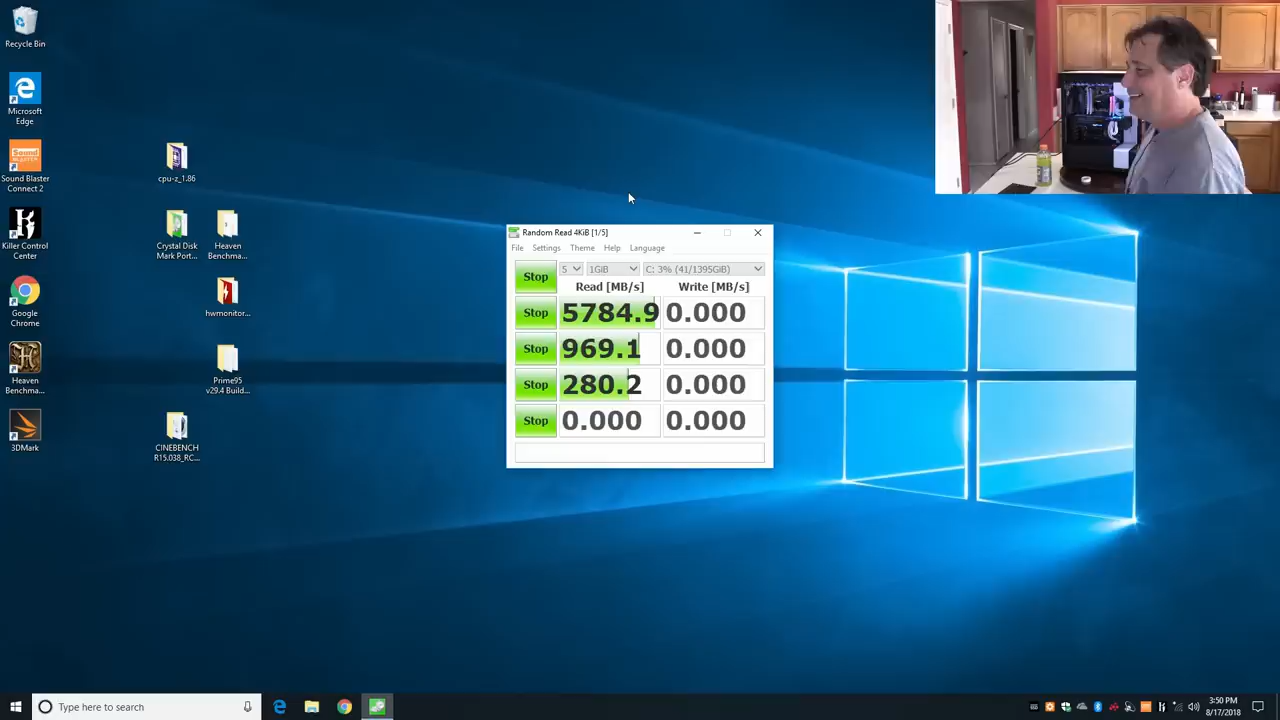 Recycle Bin
Microsoft
Edge
SOUND
BLASTER
Sound Blaster
Connect 2
Killer Control
Center
Google
Chrome
Heaven
Benchma...
3DMark
cpu-z_1.86
Crystal Disk
Mark Port...
Heaven
Benchma...
hwmonitor...
Prime95
v29.4 Build...
CINEBENCH
R15.038_RC...
Random Read 4KiB [1/5]
File Settings Theme Help Language
Stop 5 1GiB C: 3% (41/1395GiB)
Read [MB/s] Write [MB/s]
Stop 5784.9 0.000
Stop 969.1 0.000
Stop 280.2 0.000
Stop 0.000 0.000
Type here to search
3:50 PM
8/17/2018